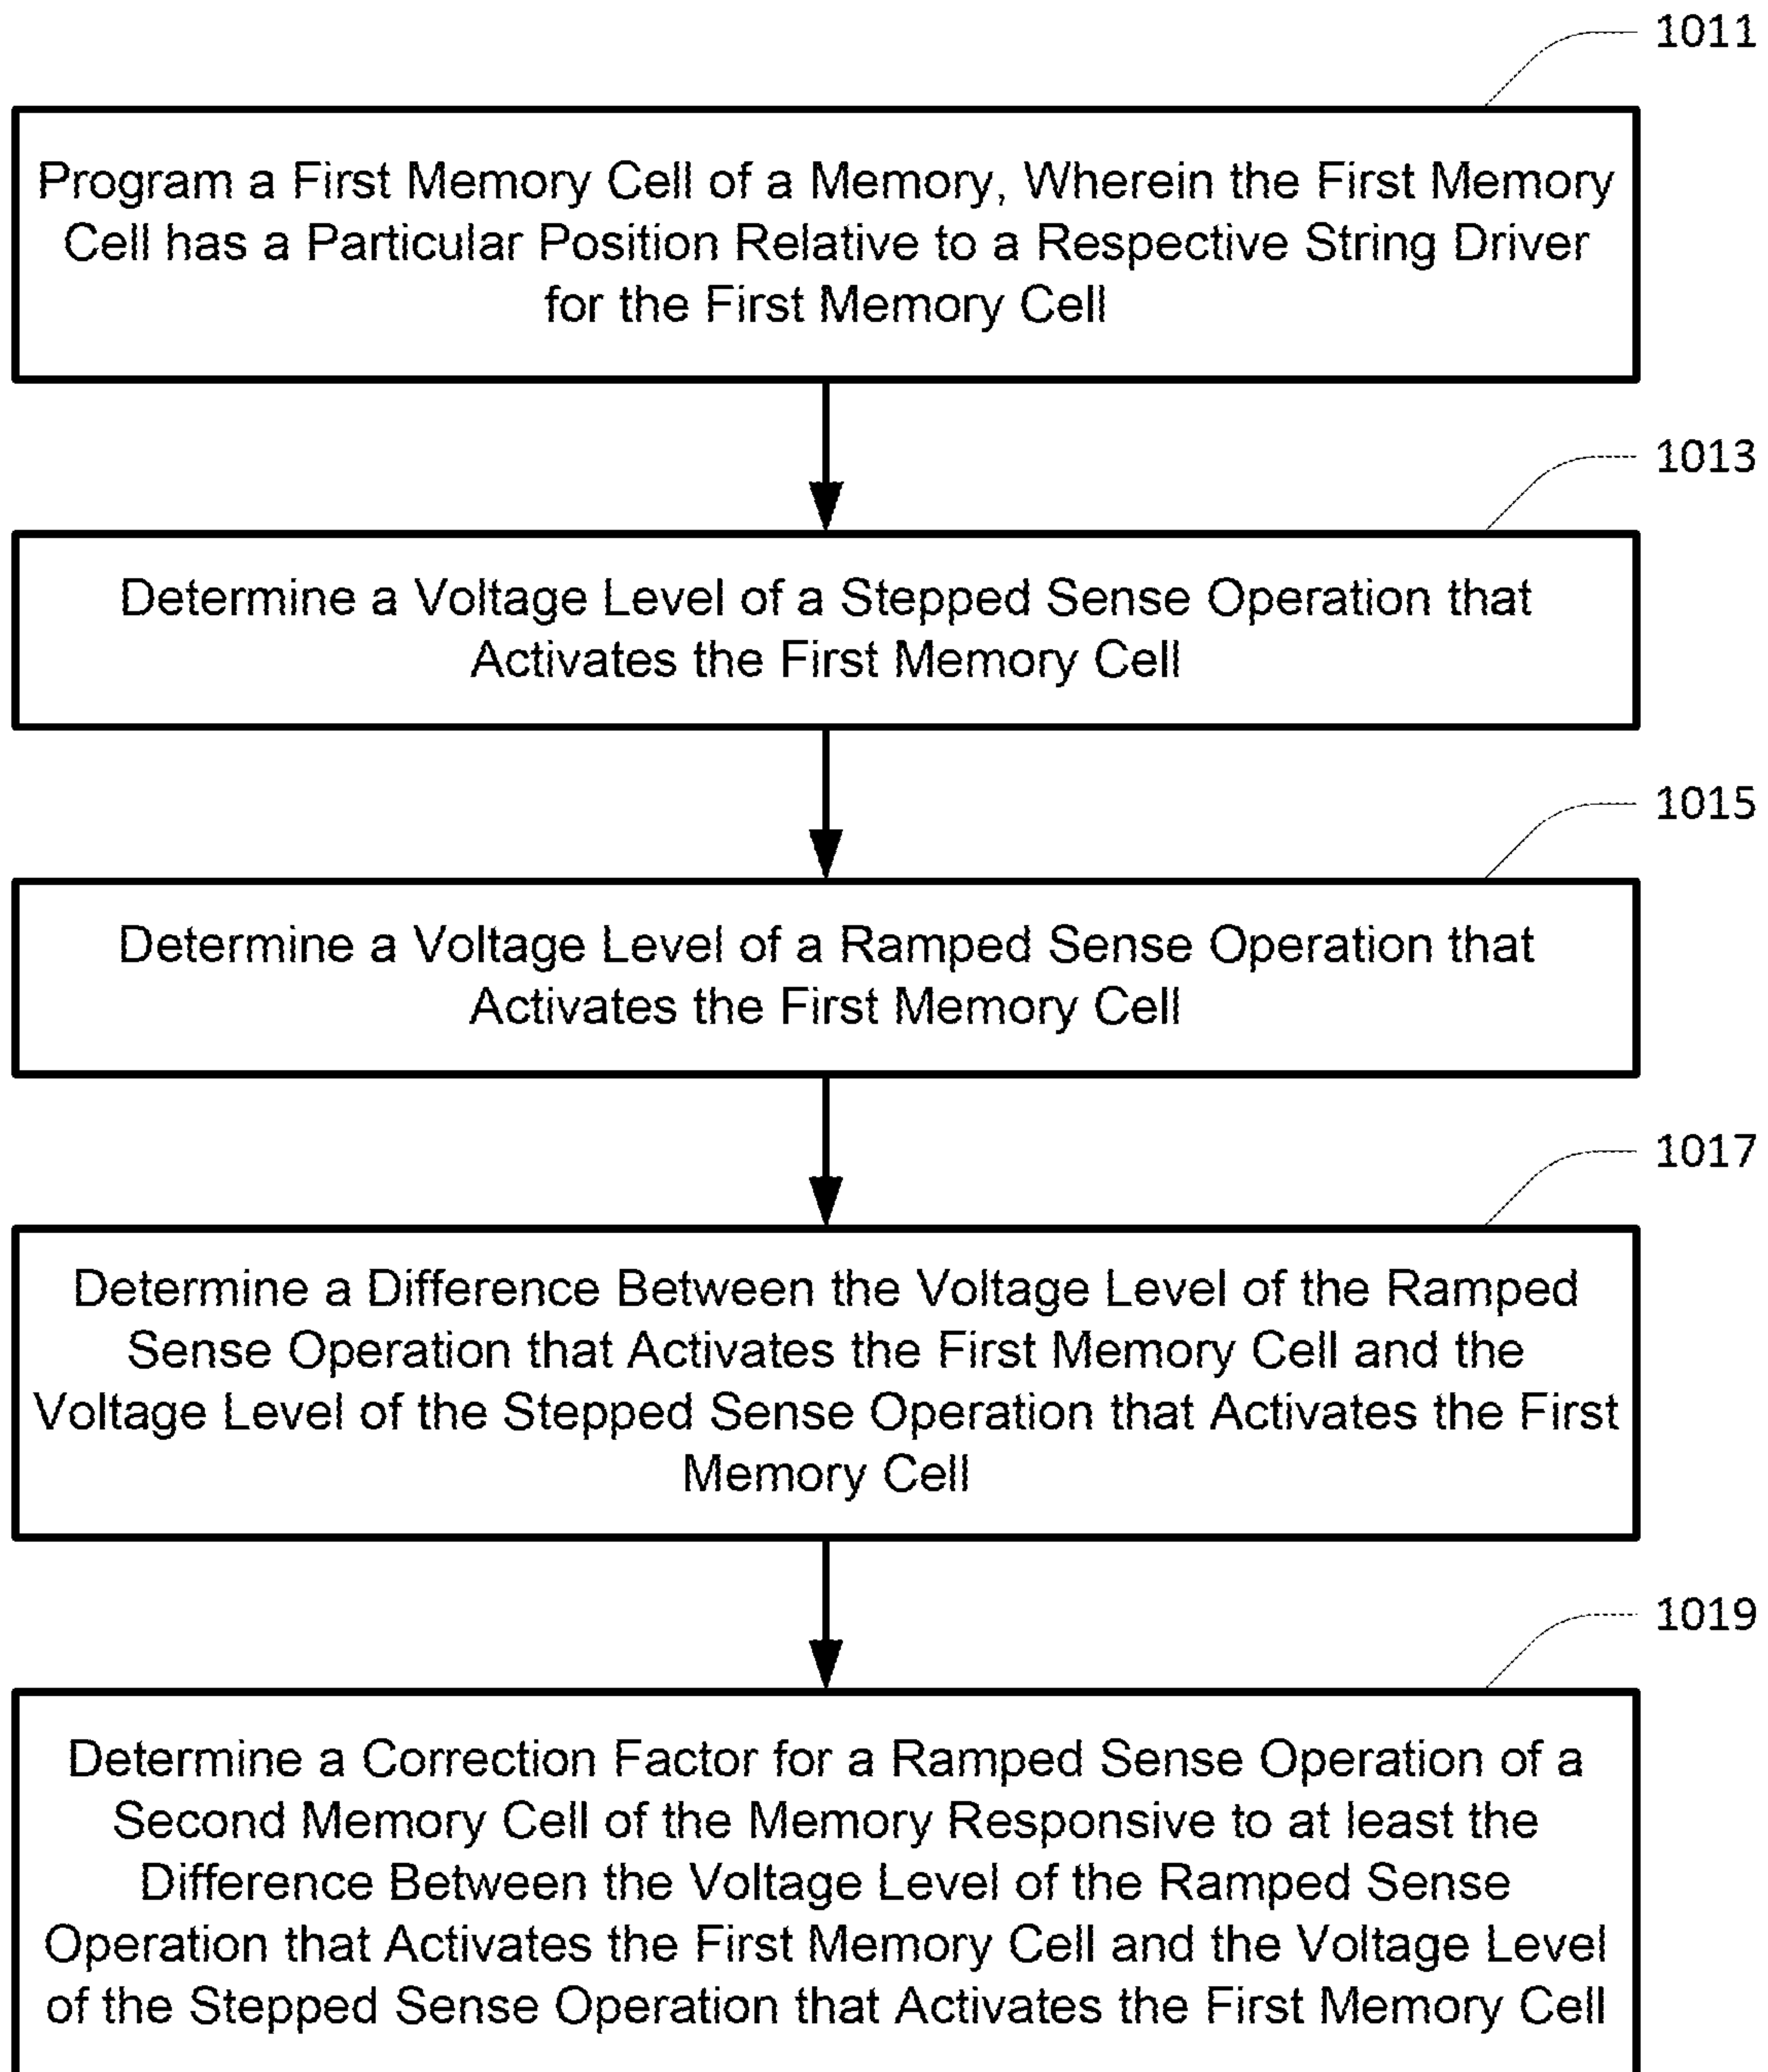 1011
Program a First Memory Cell of a Memory, Wherein the First Memory
Cell has a Particular Position Relative to a Respective String Driver
for the First Memory Cell
1013
Determine a Voltage Level of a Stepped Sense Operation that
Activates the First Memory Cell
1015
Determine a Voltage Level of a Ramped Sense Operation that
Activates the First Memory Cell
1017
Determine a Difference Between the Voltage Level of the Ramped
Sense Operation that Activates the First Memory Cell and the
Voltage Level of the Stepped Sense Operation that Activates the First
Memory Cell
1019
Determine a Correction Factor for a Ramped Sense Operation of a
Second Memory Cell of the Memory Responsive to at least the
Difference Between the Voltage Level of the Ramped Sense
Operation that Activates the First Memory Cell and the Voltage Level
of the Stepped Sense Operation that Activates the First Memory Cell